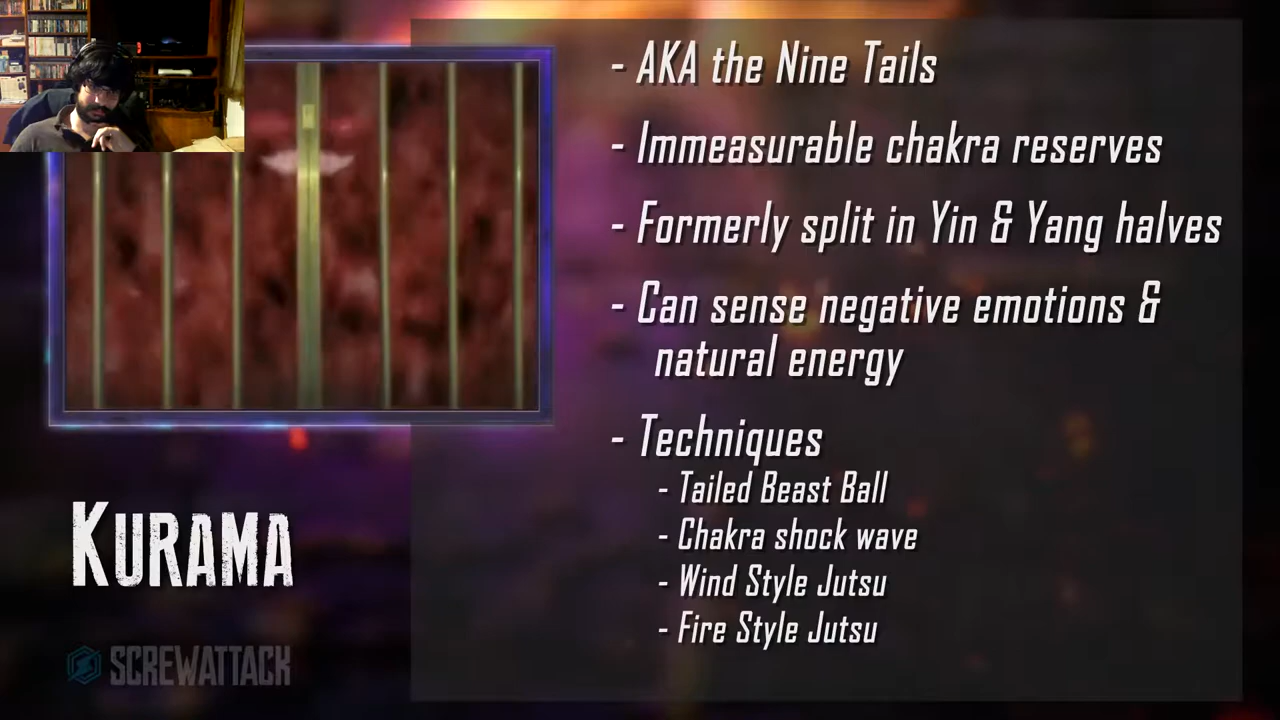 - AKA the Nine Tails
- Immeasurable chakra reserves
- Formerly split in Yin & Yang halves
- Can sense negative emotions &
natural energy
- Techniques
- Tailed Beast Ball
- Chakra shock wave
- Wind Style Jutsu
- Fire Style Jutsu
KURAMA
SCREWATTACK